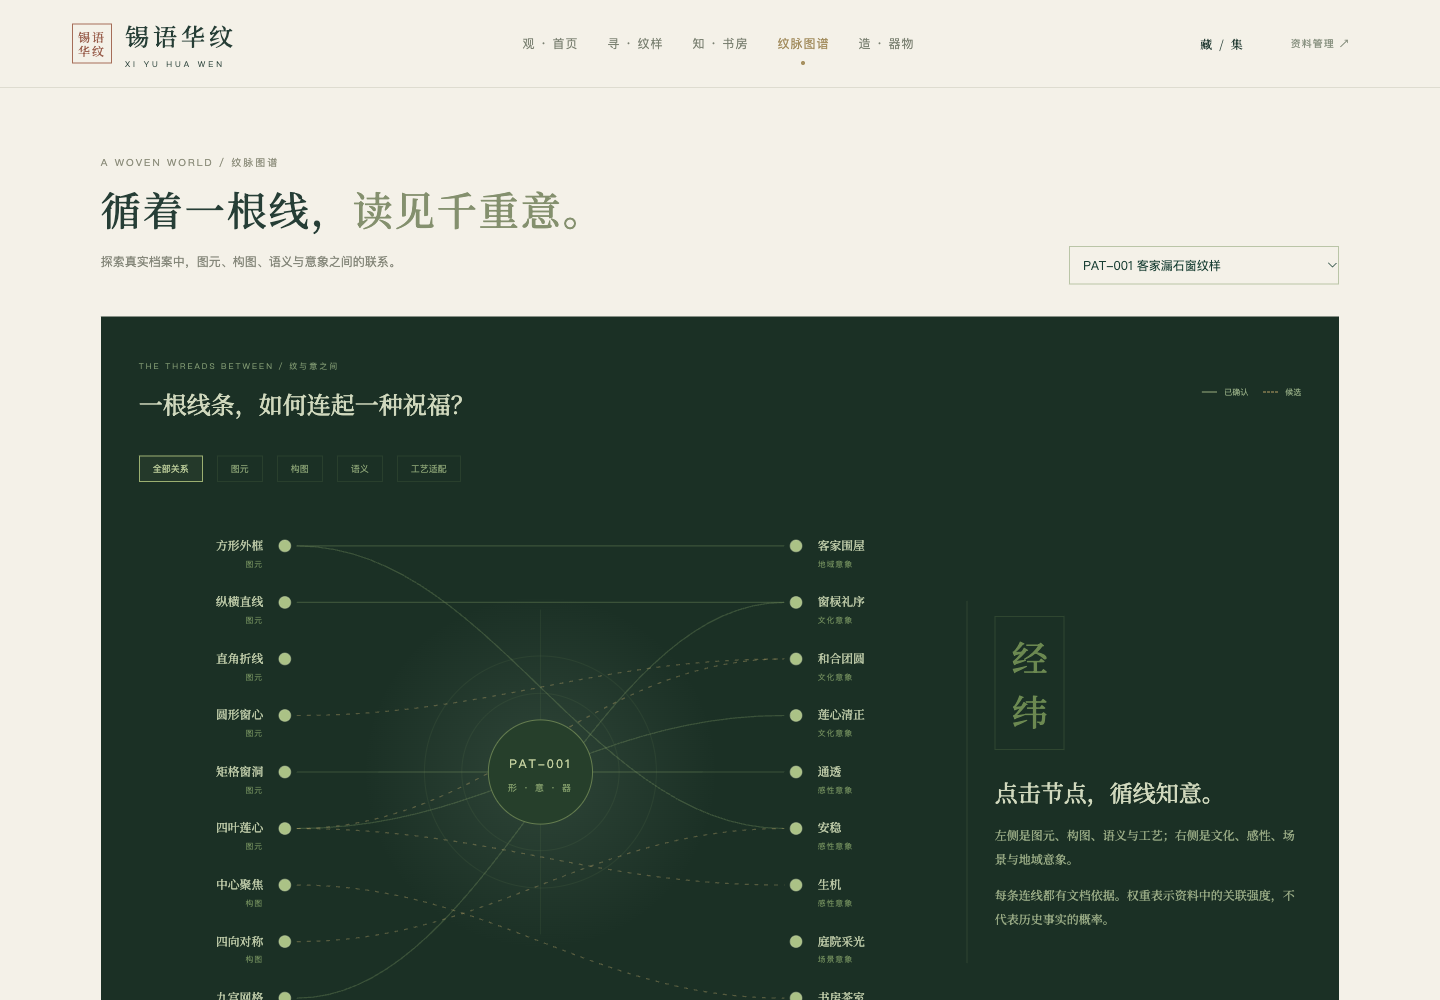 锡语
华纹
锡语华纹
XI YU HUA WEN
观 · 首页
寻 · 纹样
知 · 书房
纹脉图谱
造 · 器物
藏 / 集
资料管理 ↗
A WOVEN WORLD / 纹脉图谱
循着一根线，读见千重意。
探索真实档案中，图元、构图、语义与意象之间的联系。
PAT-001 客家漏石窗纹样
THE THREADS BETWEEN / 纹与意之间
一根线条，如何连起一种祝福？
已确认
候选
全部关系
图元
构图
语义
工艺适配
方形外框
图元
客家围屋
地域意象
纵横直线
图元
窗棂礼序
文化意象
直角折线
图元
和合团圆
文化意象
圆形窗心
图元
莲心清正
文化意象
矩格窗洞
图元
通透
感性意象
四叶莲心
图元
安稳
感性意象
中心聚焦
构图
生机
感性意象
四向对称
构图
庭院采光
场景意象
九宫网格
书房茶室
PAT-001
形 · 意 · 器
经
纬
点击节点，循线知意。
左侧是图元、构图、语义与工艺；右侧是文化、感性、场
景与地域意象。
每条连线都有文档依据。权重表示资料中的关联强度，不
代表历史事实的概率。